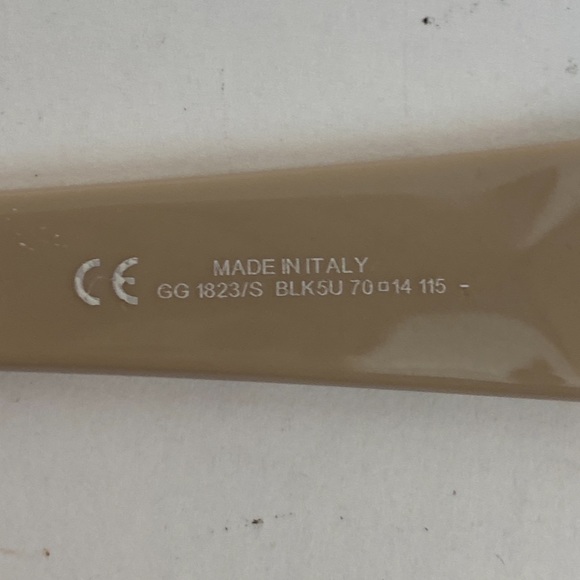 MADE IN ITALY
CE GG 1823/S BLK5U 70□14 115 -